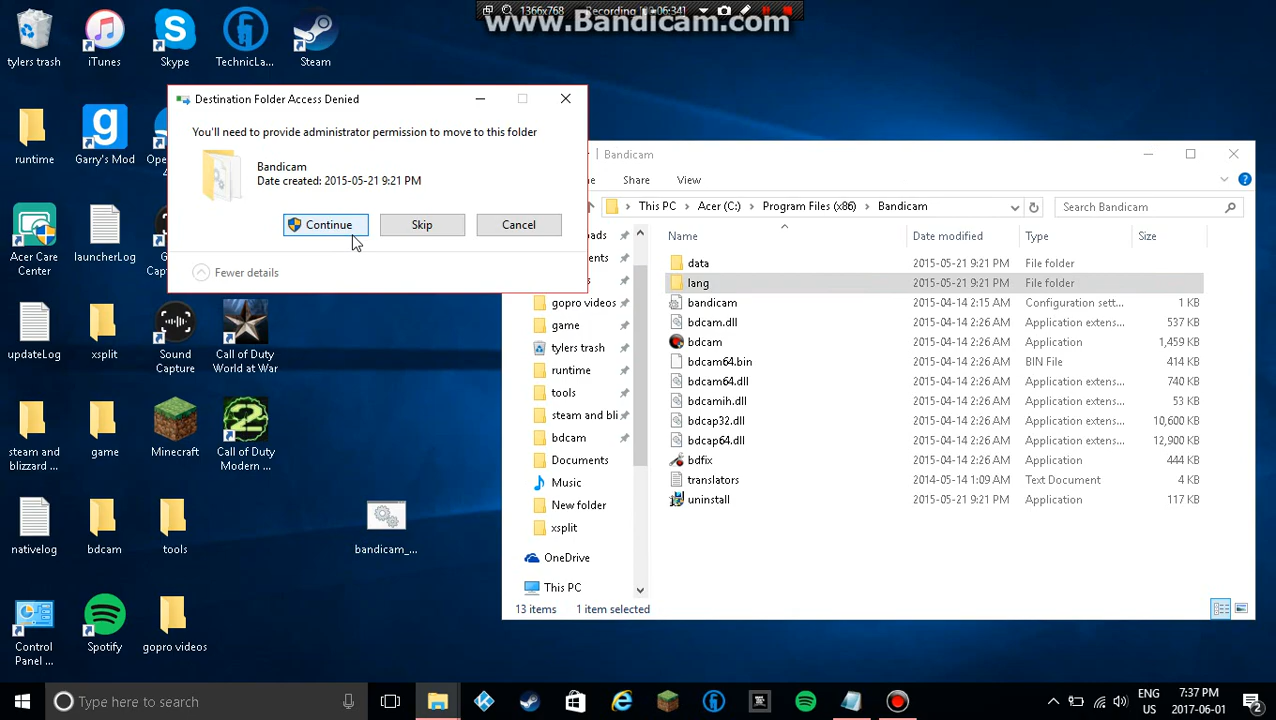 1366x768 Recording [00:06:34]
www.Bandicam.com
tylers trash
iTunes
Skype
TechnicLa...
Steam
runtime
Garry's Mod
Acer Care
Center
launcherLog
updateLog
xsplit
Sound
Capture
Call of Duty
World at War
steam and
blizzard ...
game
Minecraft
Call of Duty
Modern ...
nativelog
bdcam
tools
bandicam_...
Control
Panel ...
Spotify
gopro videos
Destination Folder Access Denied
You'll need to provide administrator permission to move to this folder
Bandicam
Date created: 2015-05-21 9:21 PM
Continue
Skip
Cancel
Fewer details
Bandicam
Share
View
This PC > Acer (C:) > Program Files (x86) > Bandicam
Search Bandicam
Name Date modified Type Size
data 2015-05-21 9:21 PM File folder
lang 2015-05-21 9:21 PM File folder
bandicam 2015-04-14 2:15 AM Configuration sett... 1 KB
bdcam.dll 2015-04-14 2:26 AM Application extens... 537 KB
bdcam 2015-04-14 2:26 AM Application 1,459 KB
bdcam64.bin 2015-04-14 2:26 AM BIN File 414 KB
bdcam64.dll 2015-04-14 2:26 AM Application extens... 740 KB
bdcamih.dll 2015-04-14 2:26 AM Application extens... 53 KB
bdcap32.dll 2015-04-14 2:26 AM Application extens... 10,600 KB
bdcap64.dll 2015-04-14 2:26 AM Application extens... 12,900 KB
bdfix 2015-04-14 2:26 AM Application 444 KB
translators 2014-05-14 1:09 AM Text Document 4 KB
uninstall 2015-05-21 9:21 PM Application 117 KB
gopro videos
game
tylers trash
runtime
tools
steam and bli
bdcam
Documents
Music
New folder
xsplit
OneDrive
This PC
13 items 1 item selected
Type here to search
ENG
US
7:37 PM
2017-06-01
2